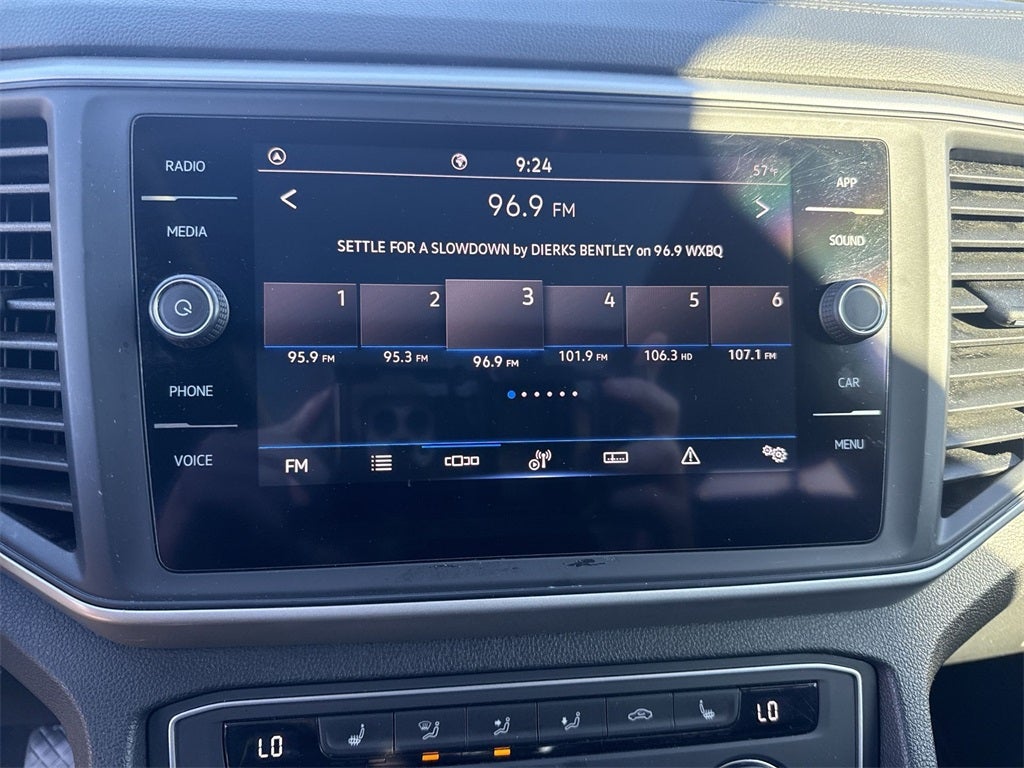 RADIO
MEDIA
PHONE
VOICE
9:24
57°F
96.9 FM
SETTLE FOR A SLOWDOWN by DIERKS BENTLEY on 96.9 WXBQ
1 2 3 4 5 6
95.9 FM 95.3 FM 96.9 FM 101.9 FM 106.3 HD 107.1 FM
FM
APP
SOUND
CAR
MENU
LO LO